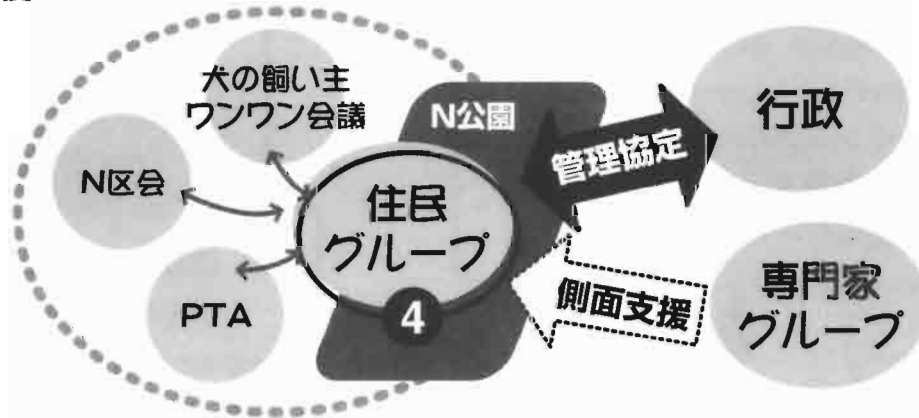 犬の飼い主
ワンワン会議
N公園
行政
管理協定
N区会
住民
グループ
PTA
4
側面支援
専門家
グループ